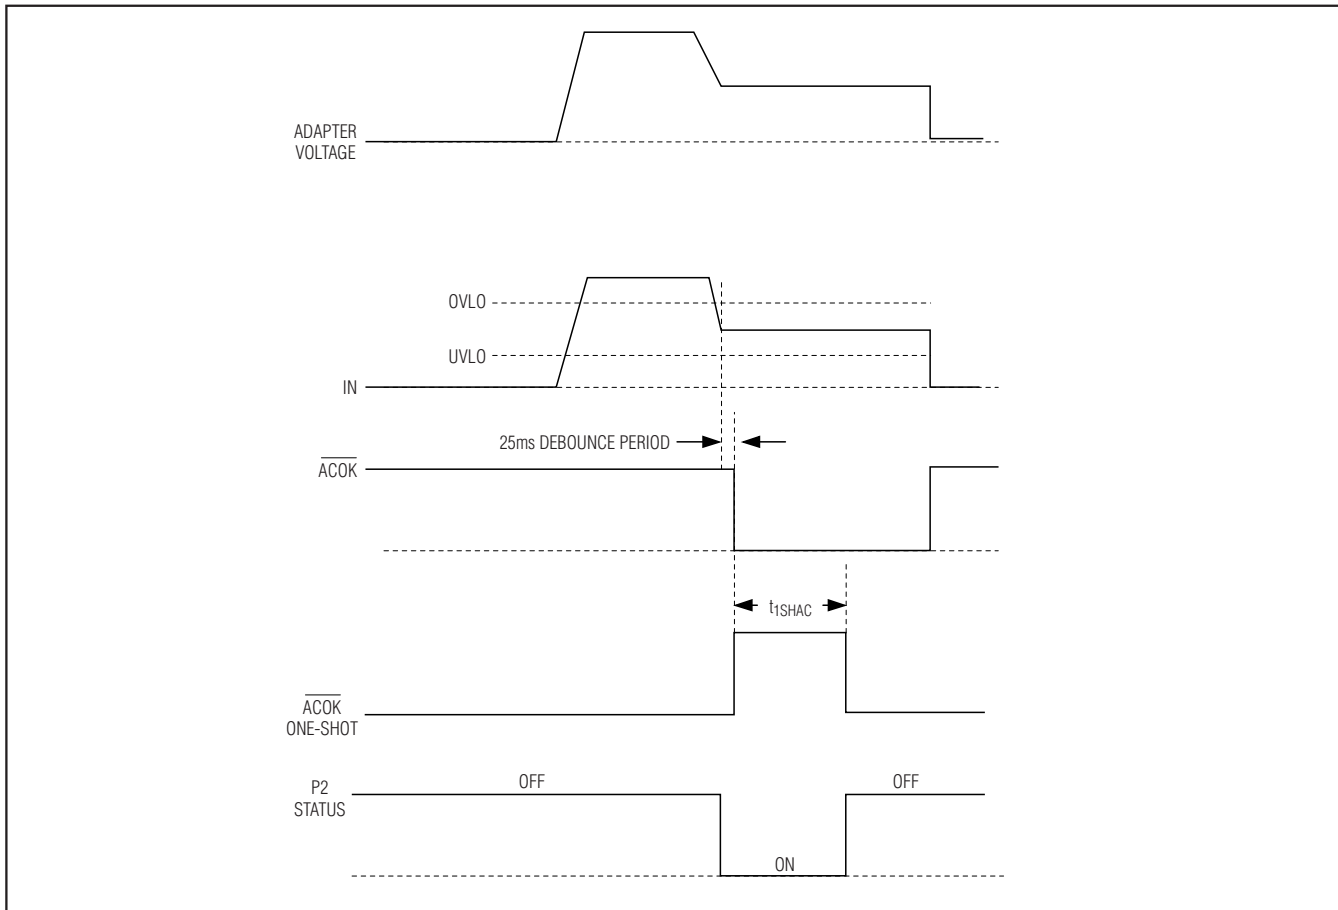 ADAPTER
VOLTAGE
OVLO
UVLO
IN
25ms DEBOUNCE PERIOD
ACOK
t1SHAC
ACOK
ONE-SHOT
P2
STATUS
OFF
OFF
ON